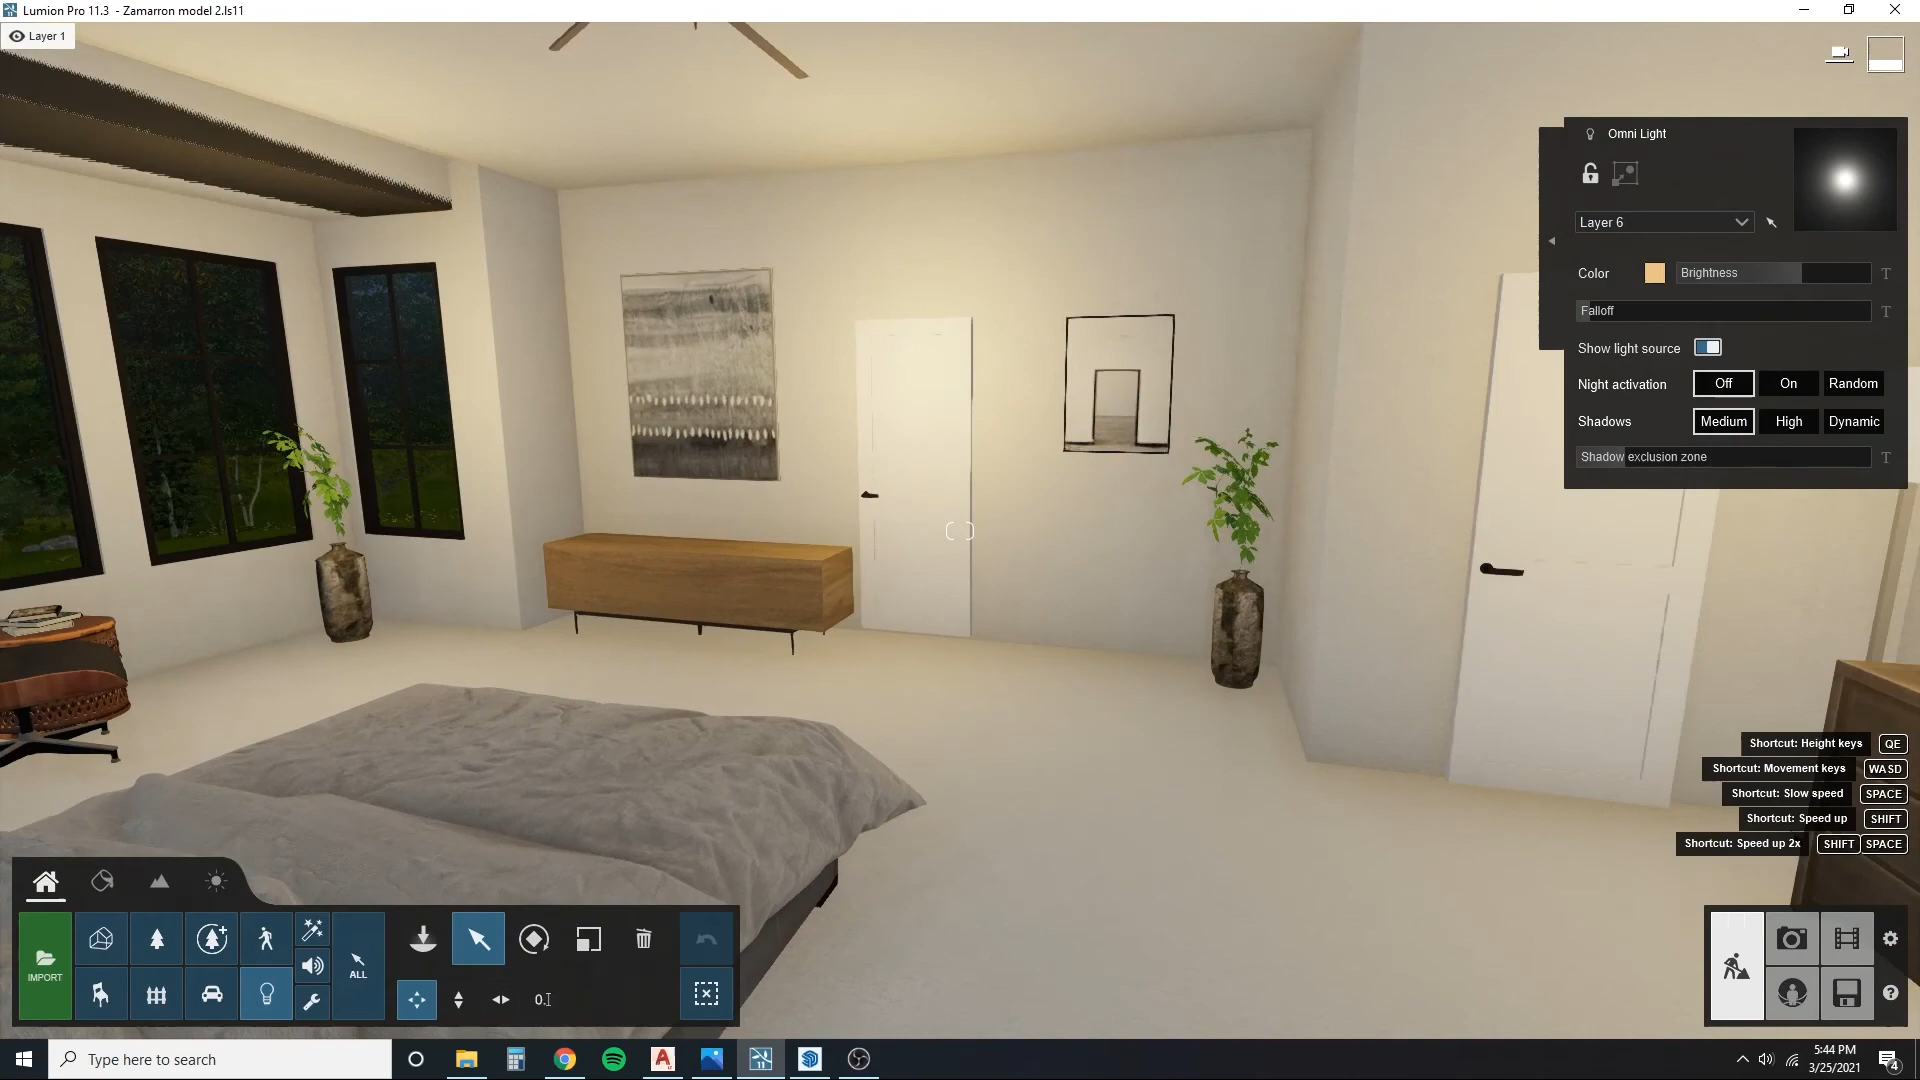 Lumion Pro 11.3 - Zamarron model 2.ls11
Layer 1
Omni Light
Layer 6
Color
Brightness
T
Falloff
T
Show light source
Night activation
Off
On
Random
Shadows
Medium
High
Dynamic
Shadow exclusion zone
T
Shortcut: Height keys
QE
Shortcut: Movement keys
WASD
Shortcut: Slow speed
SPACE
Shortcut: Speed up
SHIFT
Shortcut: Speed up 2x
SHIFT
SPACE
IMPORT
ALL
Type here to search
11
5:44 PM
3/25/2021
4